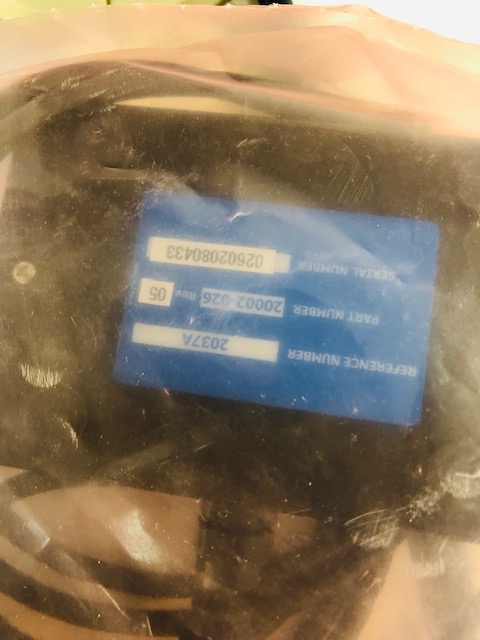 REFERENCE NUMBER 2037A
PART NUMBER 20002-026 Rev 05
SERIAL NUMBER 02602080433